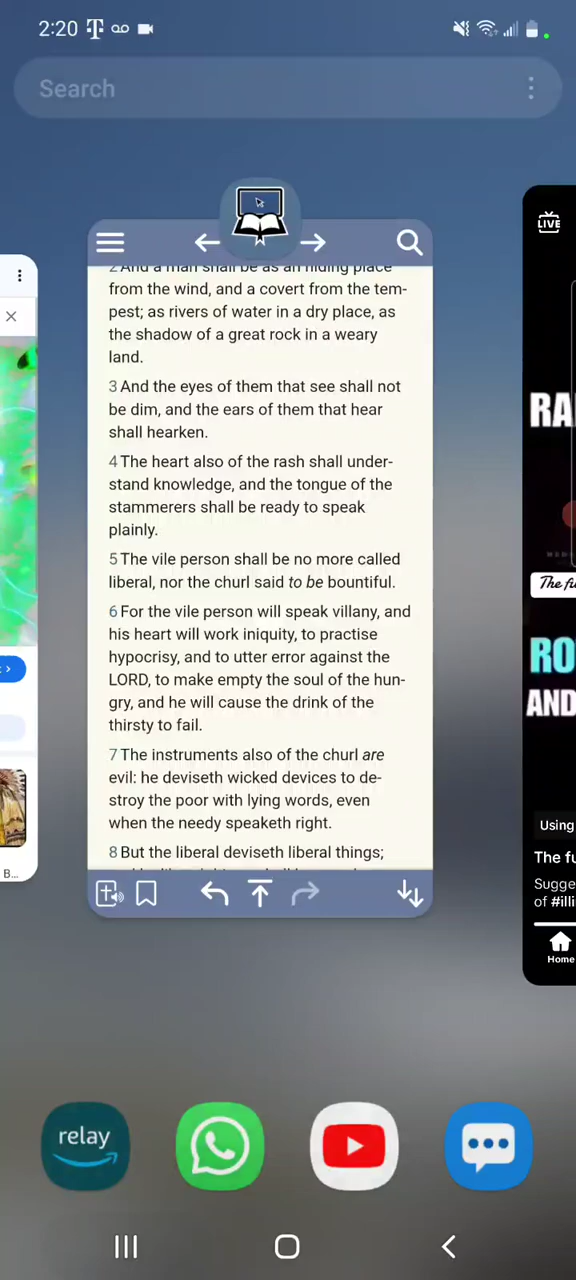 2:20
Search
2 And a man shall be as an hiding place
from the wind, and a covert from the tem-
pest; as rivers of water in a dry place, as
the shadow of a great rock in a weary
land.
3 And the eyes of them that see shall not
be dim, and the ears of them that hear
shall hearken.
4 The heart also of the rash shall under-
stand knowledge, and the tongue of the
stammerers shall be ready to speak
plainly.
5 The vile person shall be no more called
liberal, nor the churl said to be bountiful.
6 For the vile person will speak villany, and
his heart will work iniquity, to practise
hypocrisy, and to utter error against the
LORD, to make empty the soul of the hun-
gry, and he will cause the drink of the
thirsty to fail.
7 The instruments also of the churl are
evil: he deviseth wicked devices to de-
stroy the poor with lying words, even
when the needy speaketh right.
8 But the liberal deviseth liberal things;
B...
LIVE
RA
The fu
RO
AND
Using
The fu
Sugge
of #illi
Home
relay